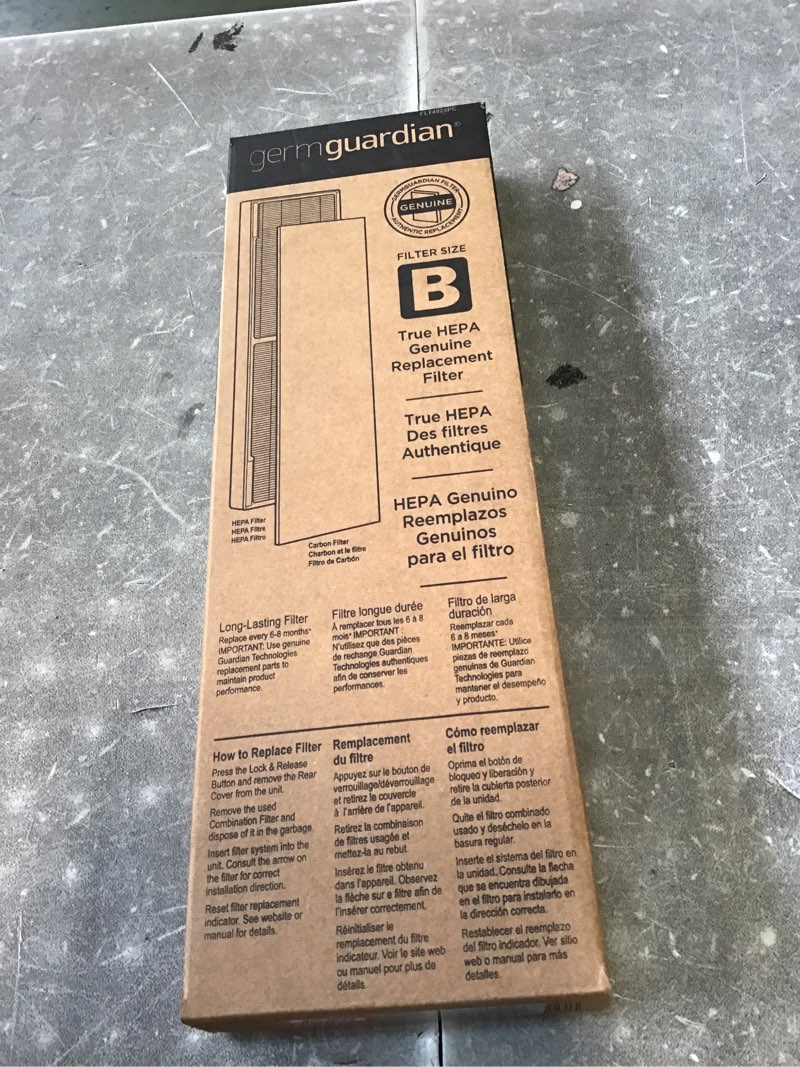 FLT4825PC
germguardian®
GERMGUARDIAN FILTER
GENUINE
AUTHENTIC REPLACEMENT
FILTER SIZE
B
True HEPA
Genuine
Replacement
Filter
True HEPA
Des filtres
Authentique
HEPA Genuino
Reemplazos
Genuinos
para el filtro
HEPA Filter
HEPA Filtre
HEPA Filtro
Carbon Filter
Charbon et le filtre
Filtro de Carbón
Long-Lasting Filter
Replace every 6-8 months*
IMPORTANT: Use genuine
Guardian Technologies
replacement parts to
maintain product
performance.
Filtre longue durée
À remplacer tous les 6 à 8
mois* IMPORTANT :
N'utilisez que des pièces
de rechange Guardian
Technologies authentiques
afin de conserver les
performances.
Filtro de larga
duración
Reemplazar cada
6 a 8 meses*
IMPORTANTE: Utilice
piezas de reemplazo
genuinas de Guardian
Technologies para
mantener el desempeño
y producto.
How to Replace Filter
Press the Lock & Release
Button and remove the Rear
Cover from the unit.
Remove the used
Combination Filter and
dispose of it in the garbage.
Insert filter system into the
unit. Consult the arrow on
the filter for correct
installation direction.
Reset filter replacement
indicator. See website or
manual for details.
Remplacement
du filtre
Appuyez sur le bouton de
verrouillage/déverrouillage
et retirez le couvercle
à l'arrière de l'appareil.
Retirez la combinaison
de filtres usagée et
mettez-la au rebut.
Insérez le filtre obtenu
dans l'appareil. Observez
la flèche sur e filtre afin de
l'insérer correctement.
Réinitialiser le
remplacement du filtre
indicateur. Voir le site web
ou manuel pour plus de
détails.
Cómo reemplazar
el filtro
Oprima el botón de
bloqueo y liberación y
retire la cubierta posterior
de la unidad.
Quite el filtro combinado
usado y deséchelo en la
basura regular.
Inserte el sistema del filtro en
la unidad. Consulte la flecha
que se encuentra dibujada
en el filtro para instalarlo en
la dirección correcta.
Restablecer el reemplazo
del filtro indicador. Ver sitio
web o manual para más
detalles.